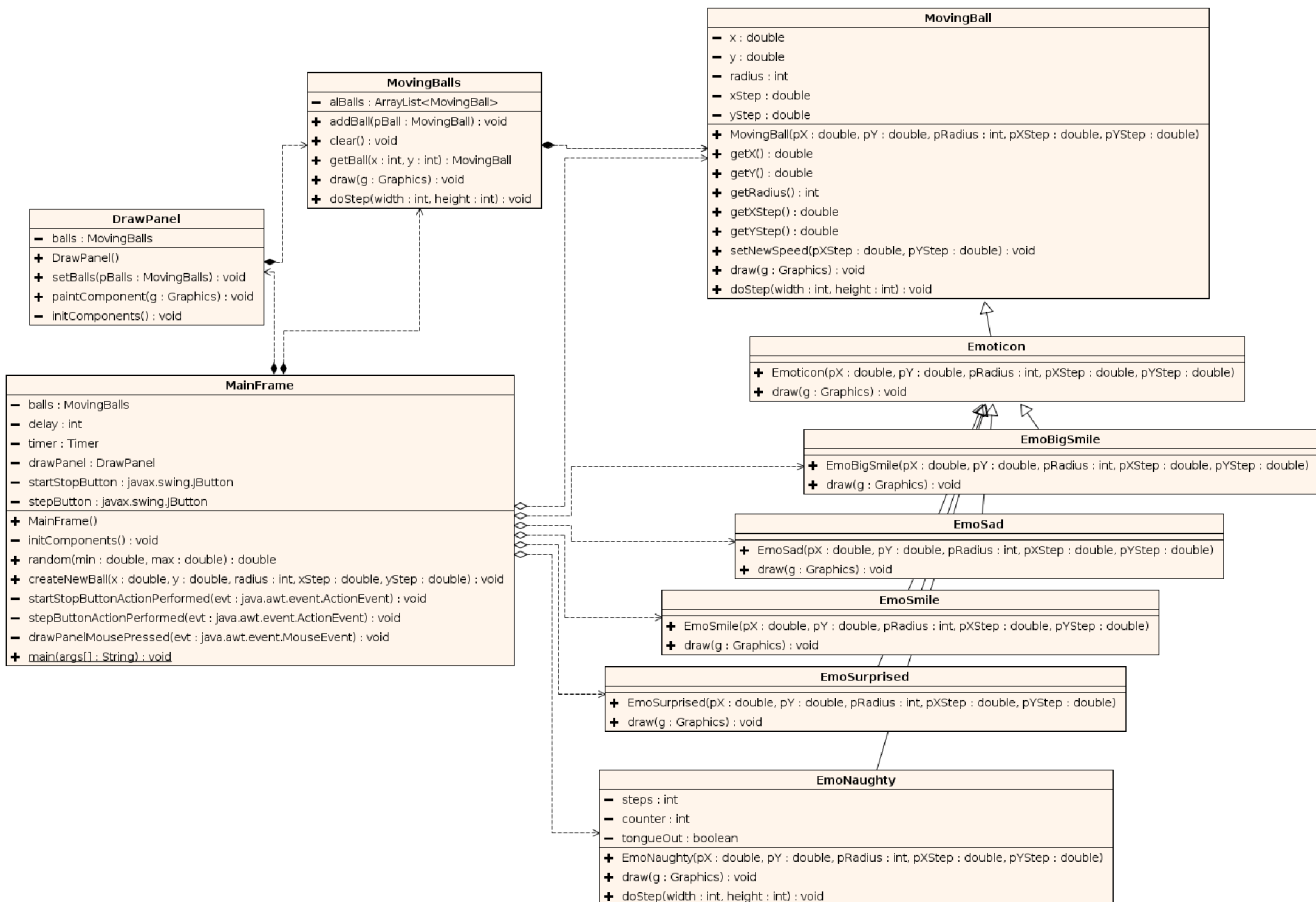 MovingBall
− x : double
− y : double
− radius : int
− xStep : double
− yStep : double
+ MovingBall(pX : double, pY : double, pRadius : int, pXStep : double, pYStep : double)
+ getX() : double
+ getY() : double
+ getRadius() : int
+ getXStep() : double
+ getYStep() : double
+ setNewSpeed(pXStep : double, pYStep : double) : void
+ draw(g : Graphics) : void
+ doStep(width : int, height : int) : void
MovingBalls
− alBalls : ArrayList<MovingBall>
+ addBall(pBall : MovingBall) : void
+ clear() : void
+ getBall(x : int, y : int) : MovingBall
+ draw(g : Graphics) : void
+ doStep(width : int, height : int) : void
DrawPanel
− balls : MovingBalls
+ DrawPanel()
+ setBalls(pBalls : MovingBalls) : void
+ paintComponent(g : Graphics) : void
− initComponents() : void
MainFrame
− balls : MovingBalls
− delay : int
− timer : Timer
− drawPanel : DrawPanel
− startStopButton : javax.swing.JButton
− stepButton : javax.swing.JButton
+ MainFrame()
− initComponents() : void
+ random(min : double, max : double) : double
+ createNewBall(x : double, y : double, radius : int, xStep : double, yStep : double) : void
− startStopButtonActionPerformed(evt : java.awt.event.ActionEvent) : void
− stepButtonActionPerformed(evt : java.awt.event.ActionEvent) : void
− drawPanelMousePressed(evt : java.awt.event.MouseEvent) : void
+ main(args[] : String) : void
Emoticon
+ Emoticon(pX : double, pY : double, pRadius : int, pXStep : double, pYStep : double)
+ draw(g : Graphics) : void
EmoBigSmile
+ EmoBigSmile(pX : double, pY : double, pRadius : int, pXStep : double, pYStep : double)
+ draw(g : Graphics) : void
EmoSad
+ EmoSad(pX : double, pY : double, pRadius : int, pXStep : double, pYStep : double)
+ draw(g : Graphics) : void
EmoSmile
+ EmoSmile(pX : double, pY : double, pRadius : int, pXStep : double, pYStep : double)
+ draw(g : Graphics) : void
EmoSurprised
+ EmoSurprised(pX : double, pY : double, pRadius : int, pXStep : double, pYStep : double)
+ draw(g : Graphics) : void
EmoNaughty
− steps : int
− counter : int
− tongueOut : boolean
+ EmoNaughty(pX : double, pY : double, pRadius : int, pXStep : double, pYStep : double)
+ draw(g : Graphics) : void
+ doStep(width : int, height : int) : void